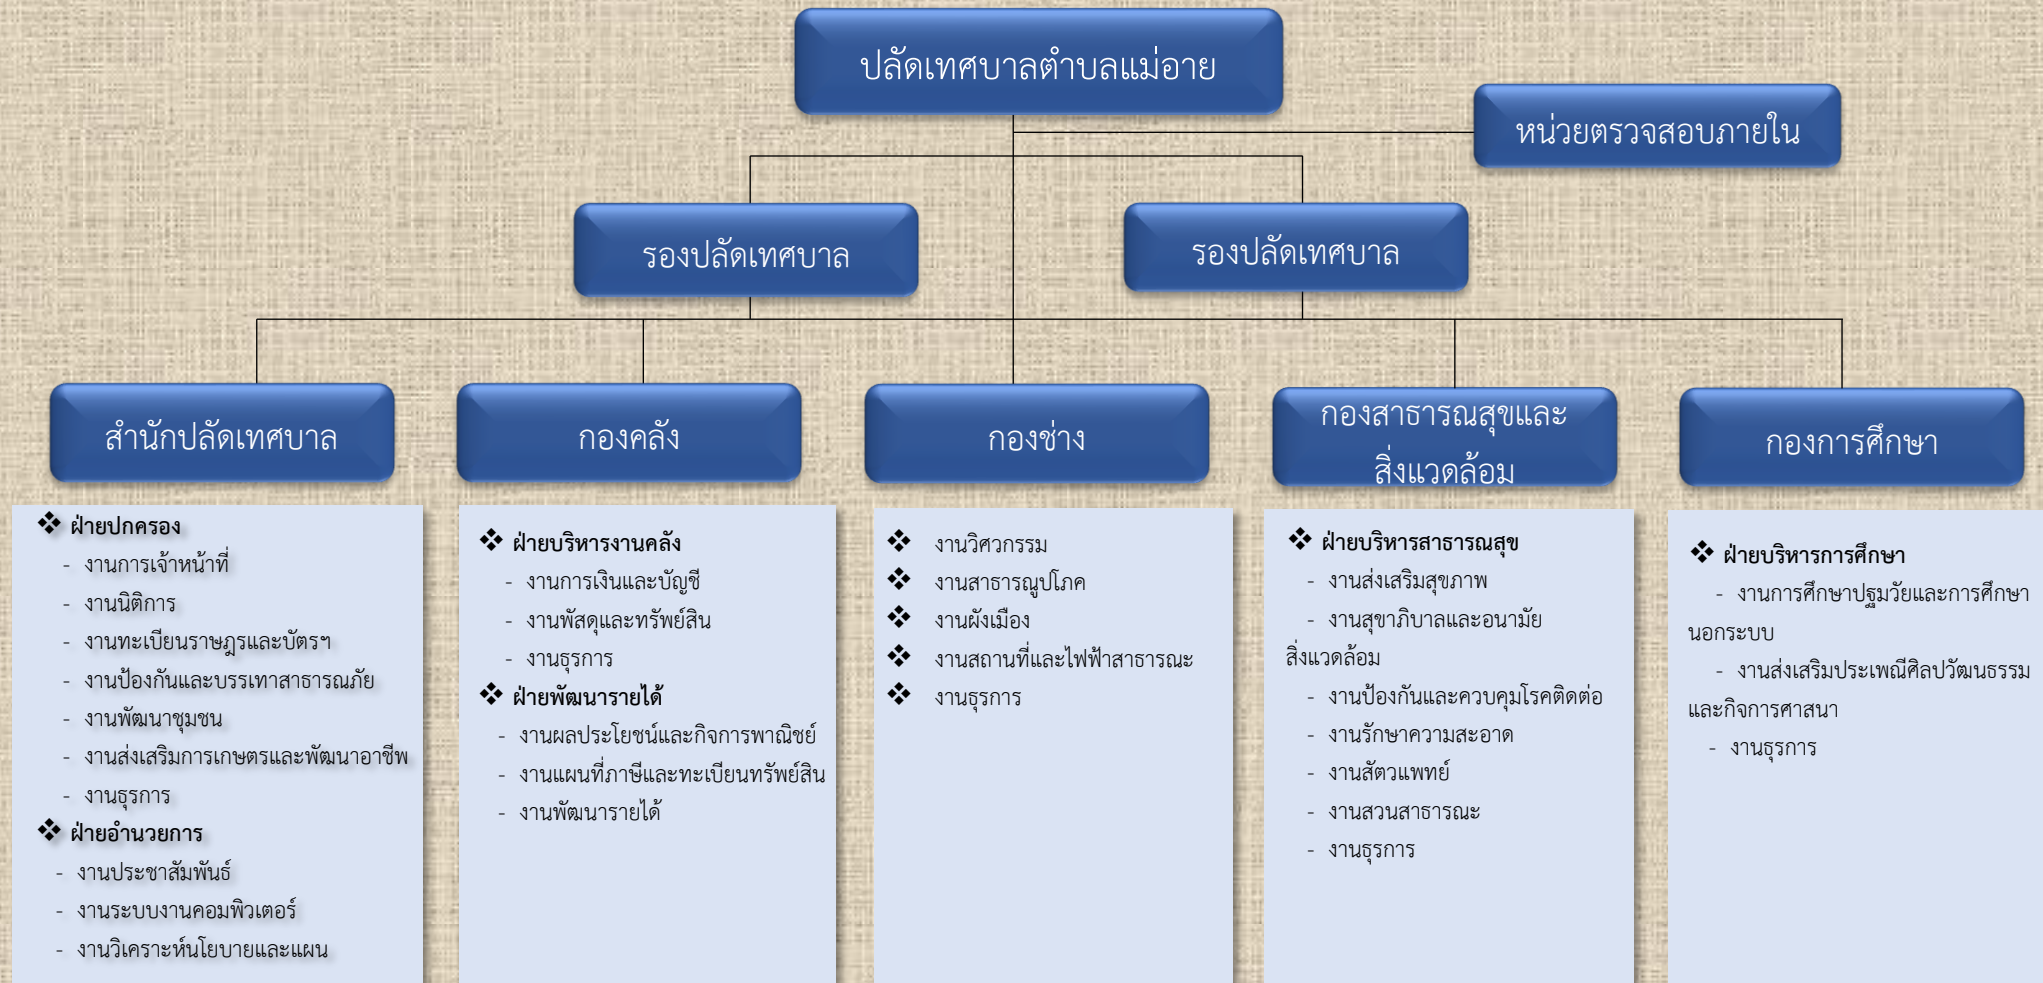 ปลัดเทศบาลตำบลแม่อาย
หน่วยตรวจสอบภายใน
รองปลัดเทศบาล
รองปลัดเทศบาล
สำนักปลัดเทศบาล
❖ ฝ่ายปกครอง
- งานการเจ้าหน้าที่
- งานนิติการ
- งานทะเบียนราษฎรและบัตรฯ
- งานป้องกันและบรรเทาสาธารณภัย
- งานพัฒนาชุมชน
- งานส่งเสริมการเกษตรและพัฒนาอาชีพ
- งานธุรการ
❖ ฝ่ายอำนวยการ
- งานประชาสัมพันธ์
- งานระบบงานคอมพิวเตอร์
- งานวิเคราะห์นโยบายและแผน
กองคลัง
❖ ฝ่ายบริหารงานคลัง
- งานการเงินและบัญชี
- งานพัสดุและทรัพย์สิน
- งานธุรการ
❖ ฝ่ายพัฒนารายได้
- งานผลประโยชน์และกิจการพาณิชย์
- งานแผนที่ภาษีและทะเบียนทรัพย์สิน
- งานพัฒนารายได้
กองช่าง
❖ งานวิศวกรรม
❖ งานสาธารณูปโภค
❖ งานผังเมือง
❖ งานสถานที่และไฟฟ้าสาธารณะ
❖ งานธุรการ
กองสาธารณสุขและ
สิ่งแวดล้อม
❖ ฝ่ายบริหารสาธารณสุข
- งานส่งเสริมสุขภาพ
- งานสุขาภิบาลและอนามัย
สิ่งแวดล้อม
- งานป้องกันและควบคุมโรคติดต่อ
- งานรักษาความสะอาด
- งานสัตวแพทย์
- งานสวนสาธารณะ
- งานธุรการ
กองการศึกษา
❖ ฝ่ายบริหารการศึกษา
- งานการศึกษาปฐมวัยและการศึกษา
นอกระบบ
- งานส่งเสริมประเพณีศิลปวัฒนธรรม
และกิจการศาสนา
- งานธุรการ